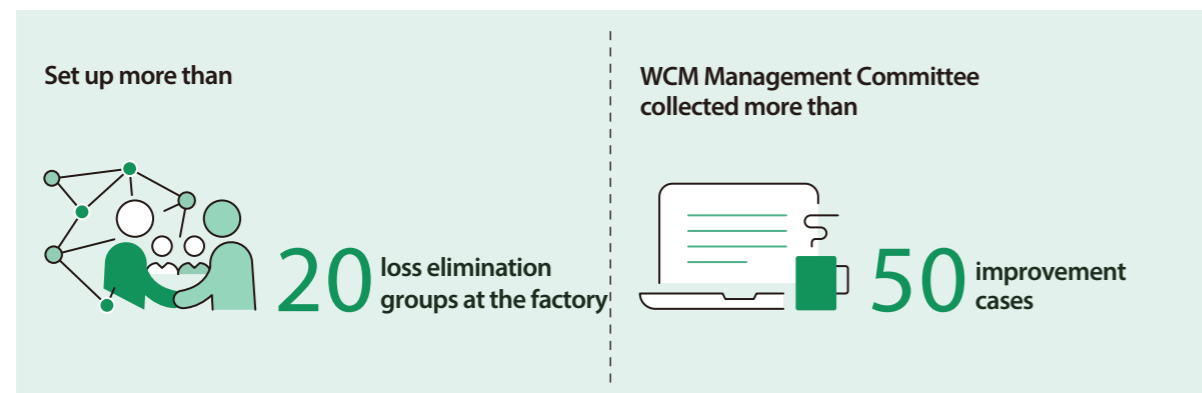 Set up more than
20 loss elimination
groups at the factory
WCM Management Committee
collected more than
50 improvement
cases